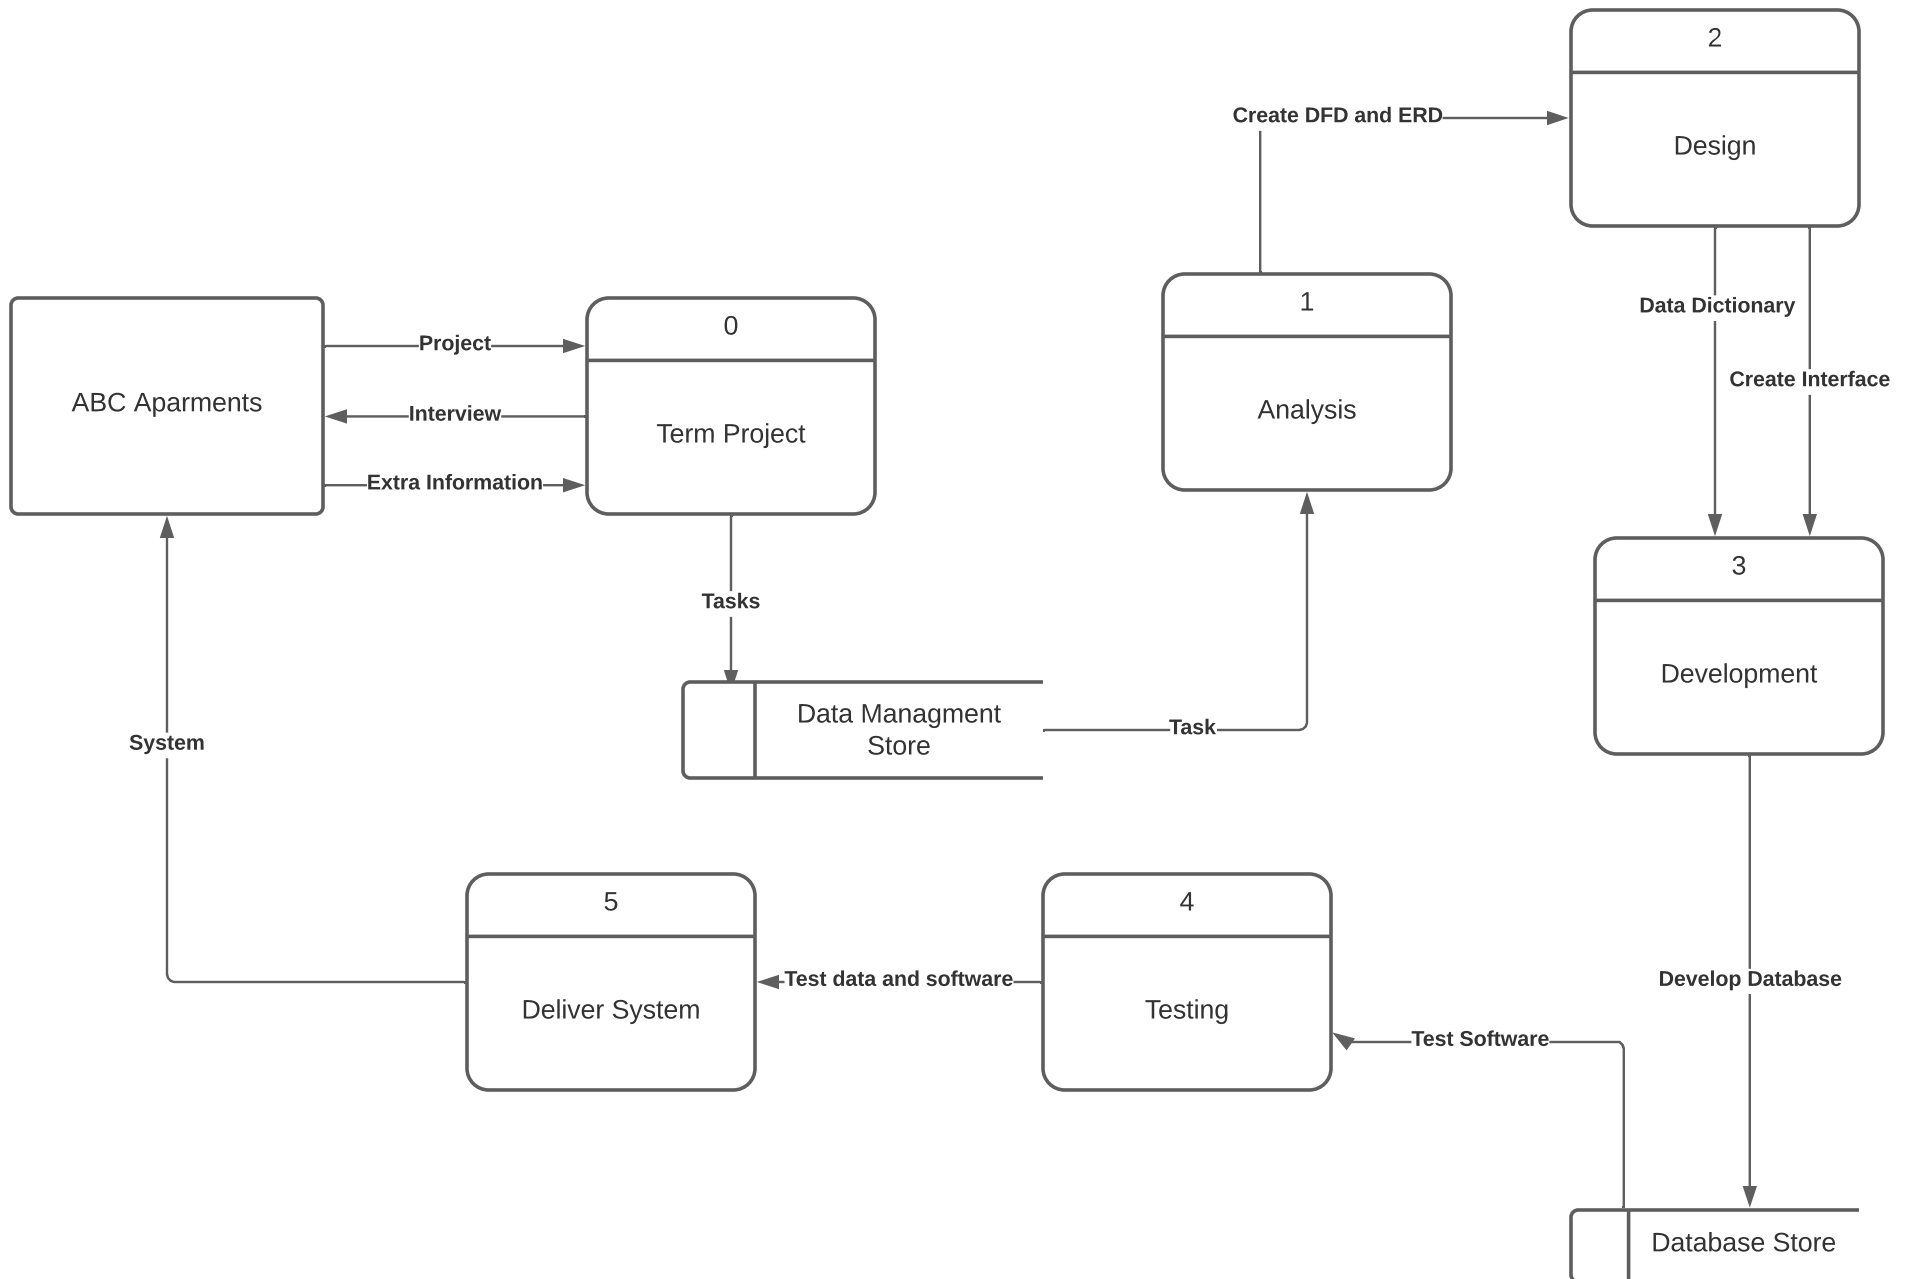 2
Create DFD and ERD
Design
1
Data Dictionary
0
Project
Create Interface
ABC Aparments
Analysis
Interview
Term Project
Extra Information
3
Tasks
Development
Data Managment
Store
Task
System
5
4
Test data and software
Develop Database
Deliver System
Testing
Test Software
Database Store